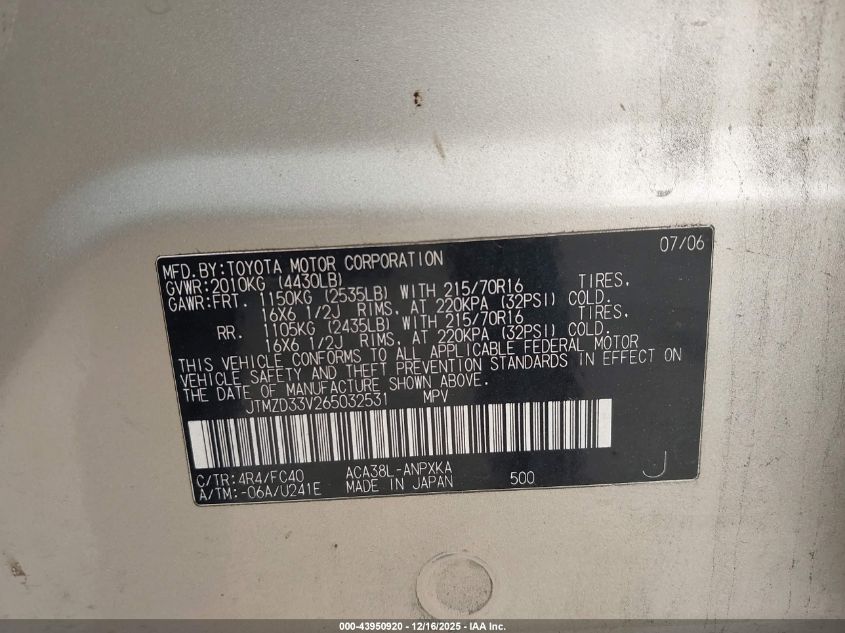 07/06
MFD.BY:TOYOTA MOTOR CORPORATION
GVWR:2010KG (4430LB)
GAWR:FRT. 1150KG (2535LB) WITH 215/70R16 TIRES,
16X6 1/2J RIMS, AT 220KPA (32PSI) COLD.
RR. 1105KG (2435LB) WITH 215/70R16 TIRES,
16X6 1/2J RIMS, AT 220KPA (32PSI) COLD.
THIS VEHICLE CONFORMS TO ALL APPLICABLE FEDERAL MOTOR
VEHICLE SAFETY AND THEFT PREVENTION STANDARDS IN EFFECT ON
THE DATE OF MANUFACTURE SHOWN ABOVE.
JTMZD33V265032531 MPV
C/TR:4R4/FC40 ACA38L-ANPXKA
A/TM:-06A/U241E MADE IN JAPAN 500 J
000-43950920 - 12/16/2025 - IAA Inc.